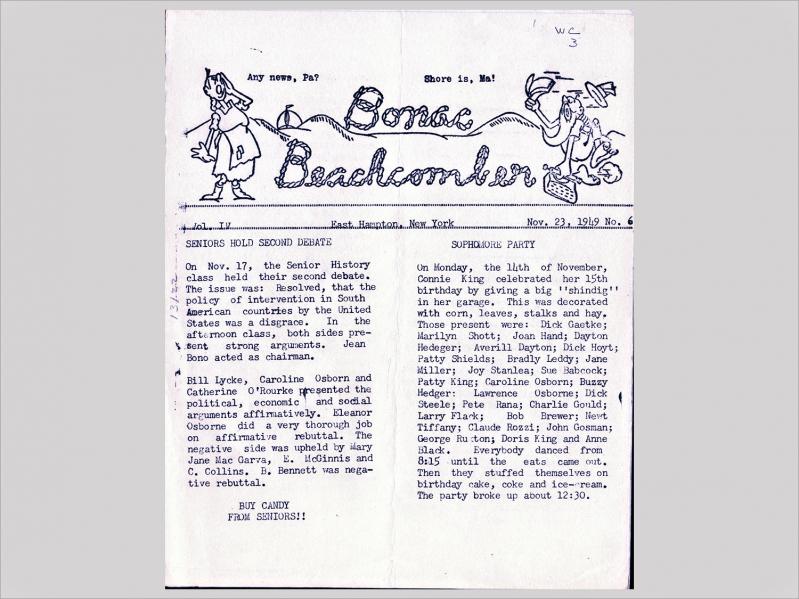 WC
3
Any news, Pa? Shore is, Ma!
Bonac
Beachcomber
Vol. IV East Hampton, New York Nov. 23, 1949 No. 6
SENIORS HOLD SECOND DEBATE
On Nov. 17, the Senior History
class held their second debate.
The issue was: Resolved, that the
policy of intervention in South
American countries by the United
States was a disgrace. In the
afternoon class, both sides pre-
sent strong arguments. Jean
Bono acted as chairman.
Bill Lycke, Caroline Osborn and
Catherine O'Rourke presented the
political, economic and social
arguments affirmatively. Eleanor
Osborne did a very thorough job
on affirmative rebuttal. The
negative side was upheld by Mary
Jane Mac Garva, E. McGinnis and
C. Collins. B. Bennett was nega-
tive rebuttal.
BUY CANDY
FROM SENIORS!!
SOPHOMORE PARTY
On Monday, the 14th of November,
Connie King celebrated her 15th
birthday by giving a big ''shindig''
in her garage. This was decorated
with corn, leaves, stalks and hay.
Those present were: Dick Gaetke;
Marilyn Shott; Joan Hand; Dayton
Hedeger; Averill Dayton; Dick Hoyt;
Patty Shields; Bradly Leddy; Jane
Miller; Joy Stanlea; Sue Babcock;
Patty King; Caroline Osborn; Buzzy
Hedger: Lawrence Osborne; Dick
Steele; Pete Rana; Charlie Gould;
Larry Flack; Bob Brewer; Newt
Tiffany; Claude Rozzi; John Gosman;
George Ruxton; Doris King and Anne
Black. Everybody danced from
8:15 until the eats came out.
Then they stuffed themselves on
birthday cake, coke and ice-cream.
The party broke up about 12:30.